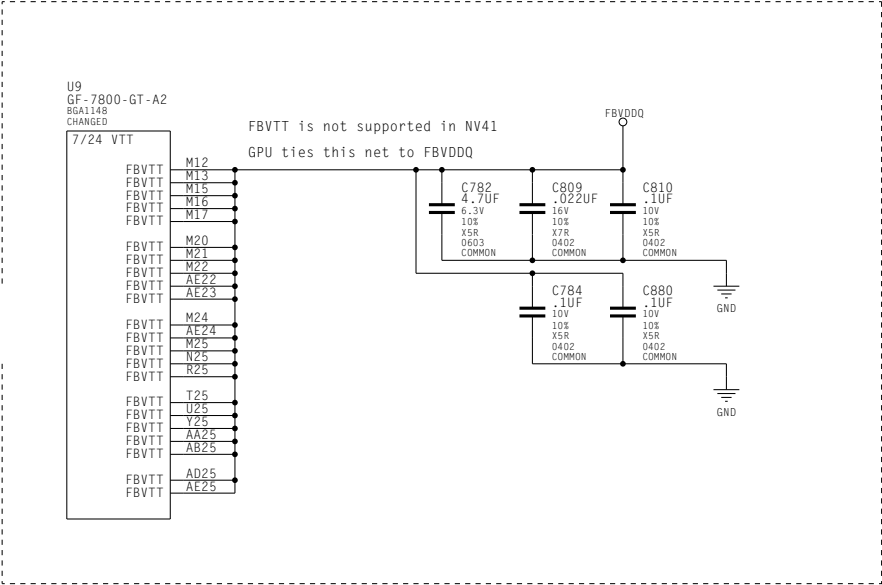 U9
GF-7800-GT-A2
BGA1148
CHANGED
7/24 VTT
FBVTT is not supported in NV41
GPU ties this net to FBVDDQ
FBVDDQ
FBVTT M12
FBVTT M13
FBVTT M15
FBVTT M16
FBVTT M17
FBVTT M20
FBVTT M21
FBVTT M22
FBVTT AE22
FBVTT AE23
FBVTT M24
FBVTT AE24
FBVTT M25
FBVTT N25
FBVTT R25
FBVTT T25
FBVTT U25
FBVTT Y25
FBVTT AA25
FBVTT AB25
FBVTT AD25
FBVTT AE25
C782
4.7UF
6.3V
10%
X5R
0603
COMMON
C809
.022UF
16V
10%
X7R
0402
COMMON
C810
.1UF
10V
10%
X5R
0402
COMMON
GND
C784
.1UF
10V
10%
X5R
0402
COMMON
C880
.1UF
10V
10%
X5R
0402
COMMON
GND